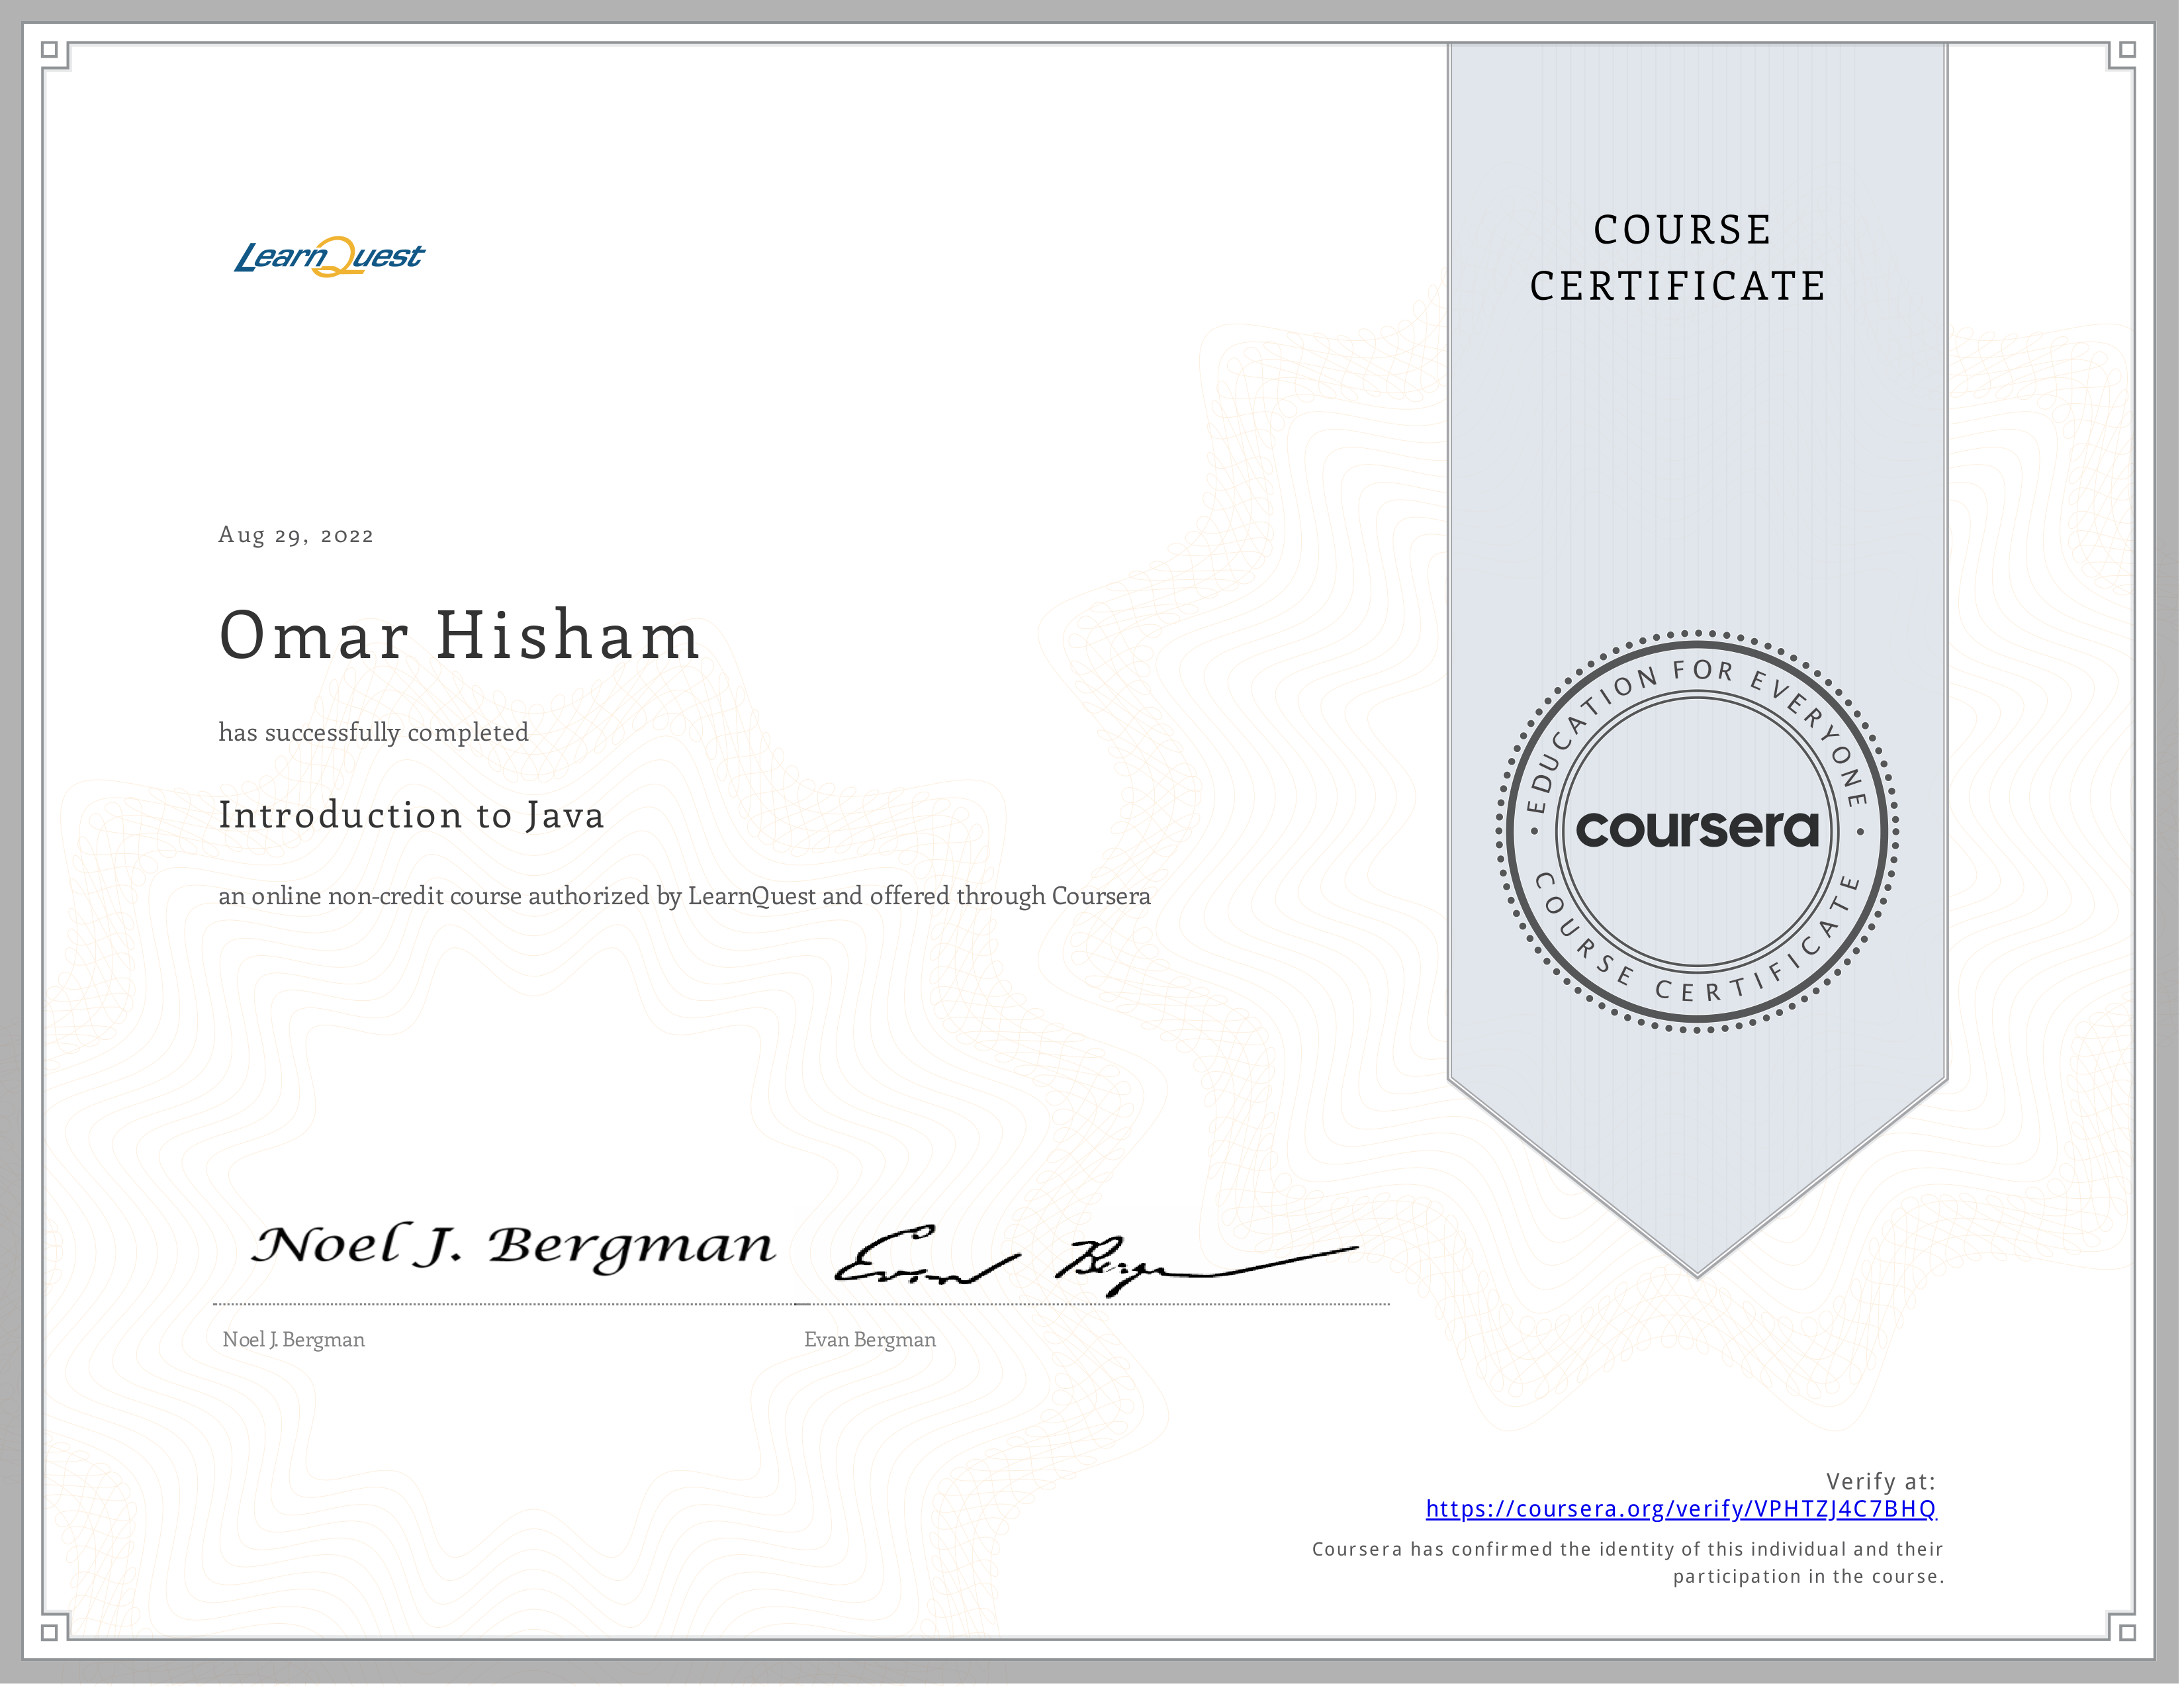 LearnQuest
COURSE
CERTIFICATE
Aug 29, 2022
Omar Hisham
has successfully completed
Introduction to Java
an online non-credit course authorized by LearnQuest and offered through Coursera
EDUCATION FOR EVERYONE
coursera
COURSE CERTIFICATE
Noel J. Bergman
Evan Bergman
Noel J. Bergman
Evan Bergman
Verify at:
https://coursera.org/verify/VPHTZJ4C7BHQ
Coursera has confirmed the identity of this individual and their
participation in the course.